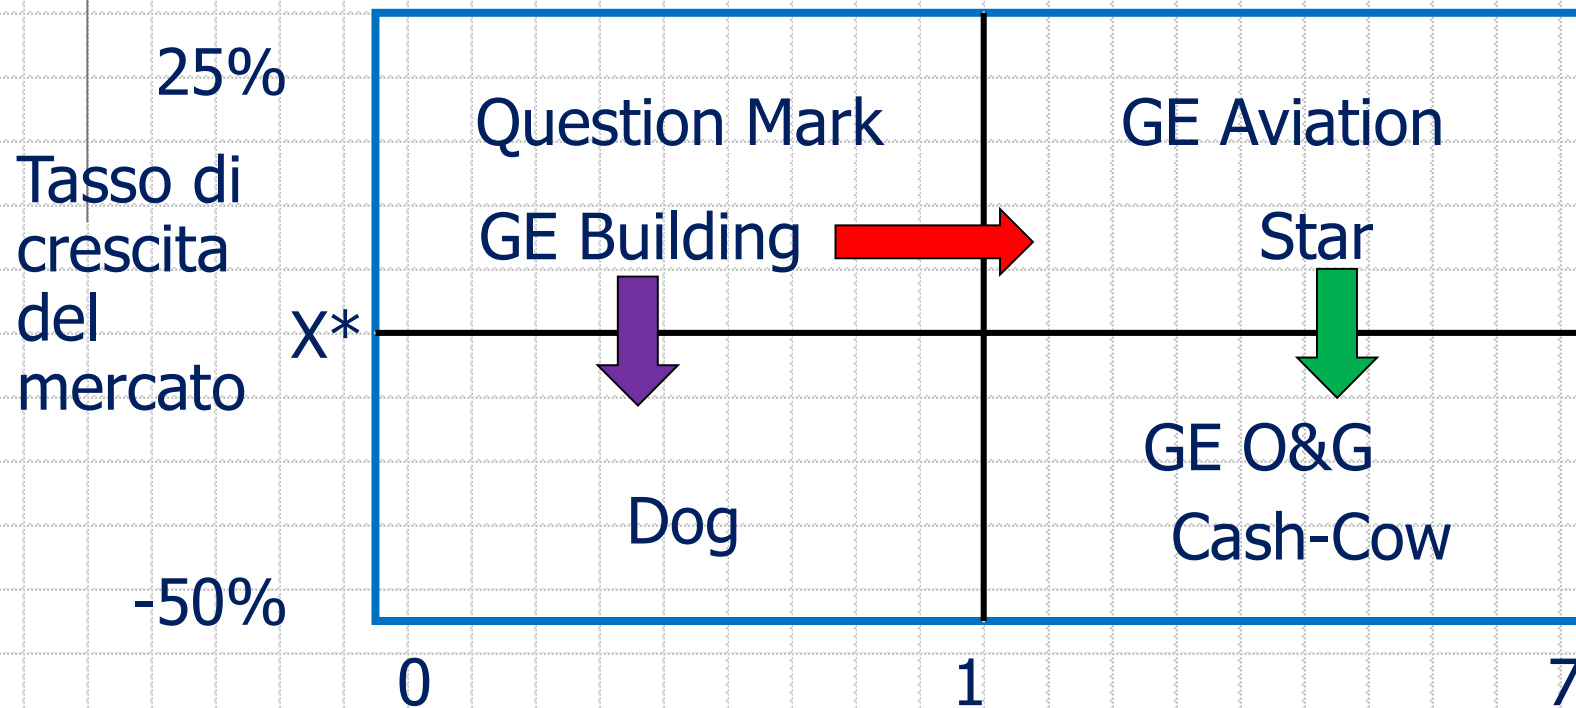 25%
Question Mark
GE Aviation
Tasso di
crescita
del
mercato
GE Building
Star
X*
GE O&G
Dog
Cash-Cow
-50%
0
1
7